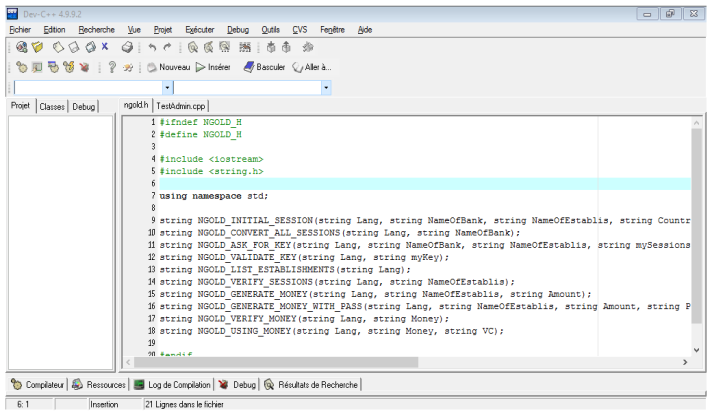 Dev-C++ 4.9.9.2
Fichier Edition Recherche Vue Projet Exécuter Debug Outils CVS Fenêtre Aide
Nouveau Insérer Basculer Aller à...
Projet Classes Debug ngold.h TestAdmin.cpp
1 #ifndef NGOLD_H
2 #define NGOLD_H
3
4 #include <iostream>
5 #include <string.h>
6
7 using namespace std;
8
9 string NGOLD_INITIAL_SESSION(string Lang, string NameOfBank, string NameOfEstablis, string Countr
10 string NGOLD_CONVERT_ALL_SESSIONS(string Lang, string NameOfBank);
11 string NGOLD_ASK_FOR_KEY(string Lang, string NameOfBank, string NameOfEstablis, string mySessions
12 string NGOLD_VALIDATE_KEY(string Lang, string myKey);
13 string NGOLD_LIST_ESTABLISHMENTS(string Lang);
14 string NGOLD_VERIFY_SESSIONS(string Lang, string NameOfEstablis);
15 string NGOLD_GENERATE_MONEY(string Lang, string NameOfEstablis, string Amount);
16 string NGOLD_GENERATE_MONEY_WITH_PASS(string Lang, string NameOfEstablis, string Amount, string P
17 string NGOLD_VERIFY_MONEY(string Lang, string Money);
18 string NGOLD_USING_MONEY(string Lang, string Money, string VC);
19
20 #endif
Compilateur Ressources Log de Compilation Debug Résultats de Recherche
6: 1 Insertion 21 Lignes dans le fichier